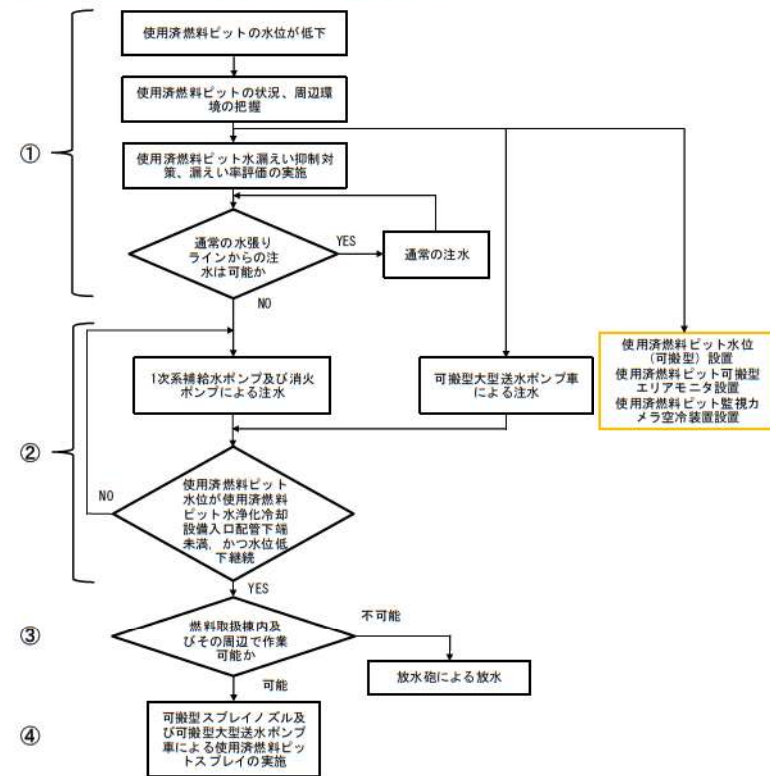 使用済燃料ピットの水位が低下
使用済燃料ピットの状況、周辺環
境の把握
①
使用済燃料ピット水漏えい抑制対
策、漏えい率評価の実施
通常の水張り
ラインからの注
水は可能か
YES
通常の注水
NO
1次系補給水ポンプ及び消火
ポンプによる注水
可搬型大型送水ポンプ車
による注水
使用済燃料ピット水位
(可搬型)設置
使用済燃料ピット可搬型
エリアモニタ設置
使用済燃料ピット監視カ
メラ空冷装置設置
②
使用済燃料ピット
水位が使用済燃料
ピット水浄化冷却
設備入口配管下端
未満、かつ水位低
下継続
NO
YES
③
燃料取扱棟内及
びその周辺で作業
可能か
不可能
放水砲による放水
可能
④
可搬型スプレイノズル及
び可搬型大型送水ポンプ
車による使用済燃料ピッ
トスプレイの実施